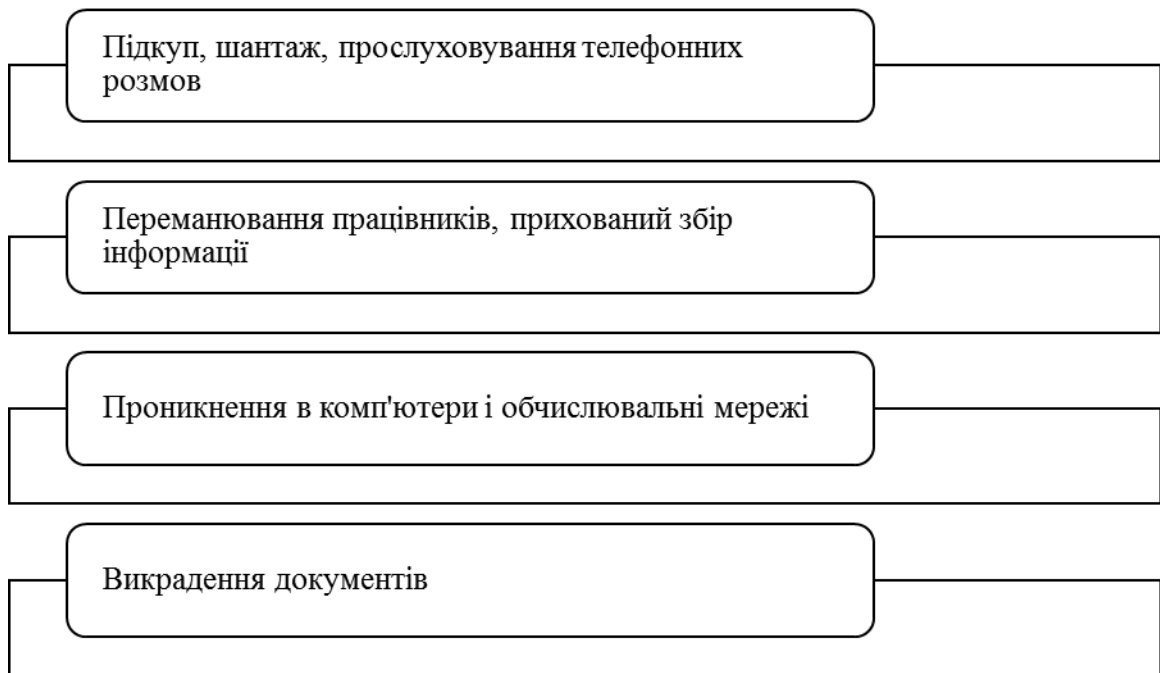 Підкуп, шантаж, прослуховування телефонних
розмов
Переманювання працівників, прихований збір
інформації
Проникнення в комп'ютери і обчислювальні мережі
Викрадення документів